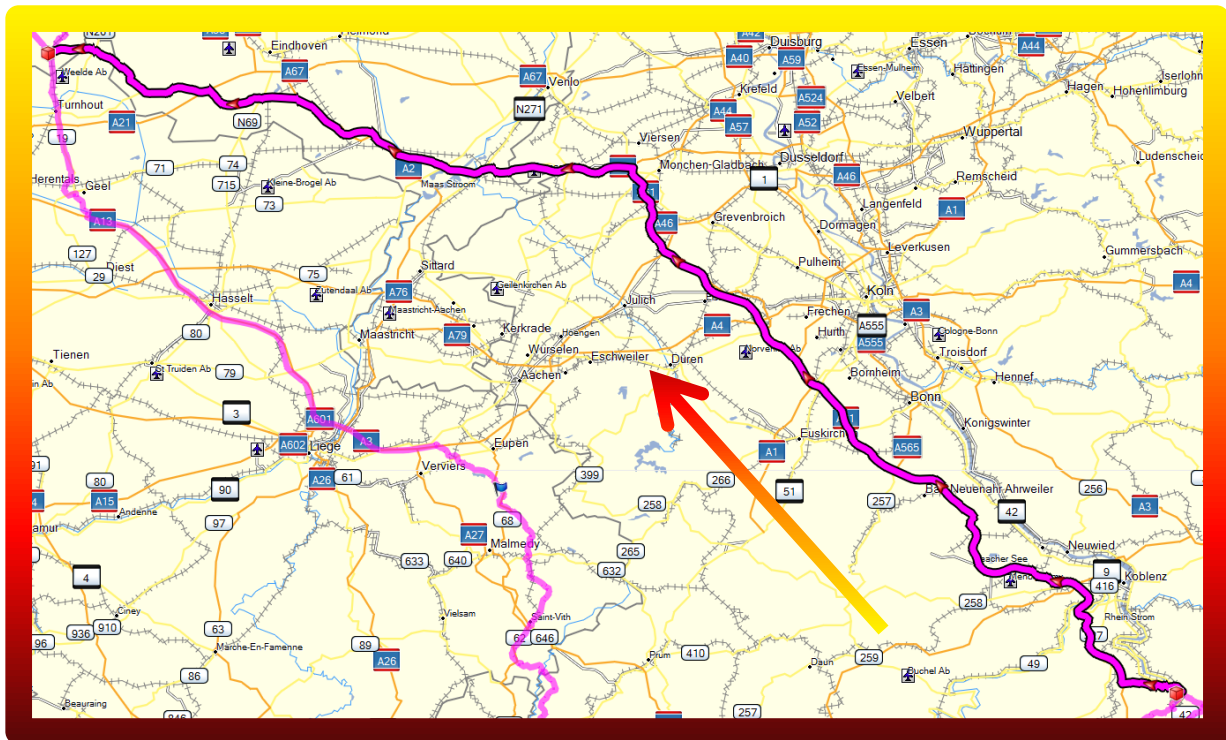 N261
Eindhoven
A67
Weelde Ab
Turnhout
A21
N69
A67
Venlo
N271
A42
Duisburg
A40
A59
Essen
A44
Essen-Mulheim
Hattingen
Iserlohn
Krefeld
A524
Velbert
Hagen
Hohenlimburg
A44
A57
A52
Viersen
Wuppertal
19
71
74
715
73
Kleine-Brogel Ab
A2
Maas Stroom
Monchen-Gladbach
Dusseldorf
1
A46
Remscheid
Ludenscheid
Herentals
Geel
A13
A46
Grevenbroich
Langenfeld
A1
Dormagen
Leverkusen
Gummersbach
127
29
Diest
75
Sittard
Pulheim
A76
Geilenkirchen Ab
Hasselt
Zutendaal Ab
Maastricht-Aachen
Julich
Koln
A4
80
A79
Kerkrade
Hoengen
A4
Frechen
A555
A3
Maastricht
Wurselen
Hurth
A555
Cologne-Bonn
Tienen
St Truiden Ab
79
Eschweiler
Duren
Norvenich Ab
Troisdorf
Aachen
Bornheim
Hennef
3
A601
Bonn
A602
Liege
A3
Eupen
Euskirchen
A565
Konigswinter
91
A26
61
Verviers
A1
80
90
399
266
51
257
Bad Neuenahr Ahrweiler
256
A15
Andenne
97
68
258
42
A3
A27
Malmedy
265
Neuwied
633
640
632
9
Koblenz
4
416
258
Ciney
Vielsam
Rhein Strom
936
910
63
Saint-Vith
96
62
646
89
Marche-En-Famenne
A26
Prum
410
Daun
259
Buchel Ab
49
86
Beauraing
846
257
42